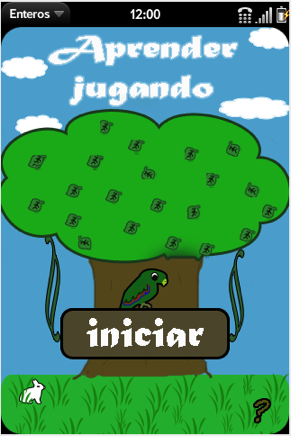 Enteros 12:00
Aprender
jugando
iniciar
?